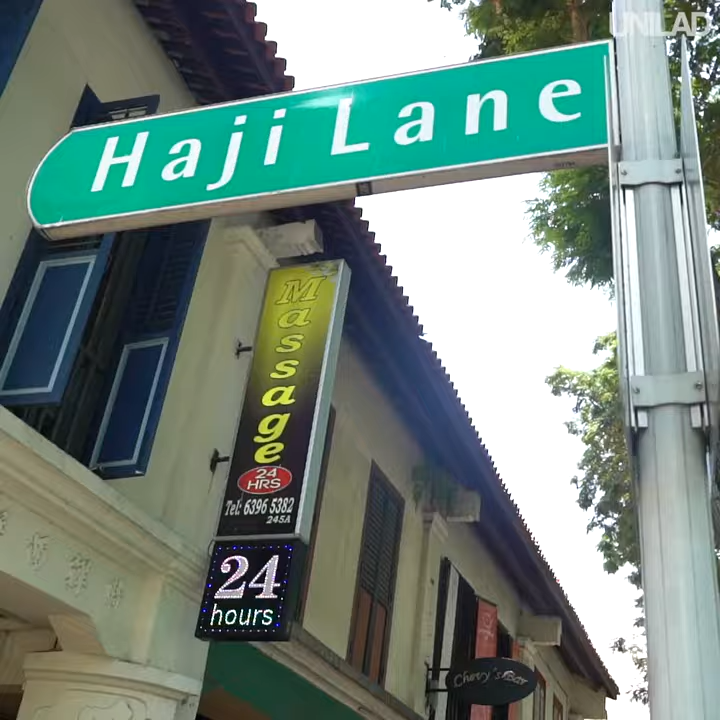 UNILAD
Haji Lane
Massage
24
HRS
Tel: 6396 5382
245A
24
hours
Chevy's Bar